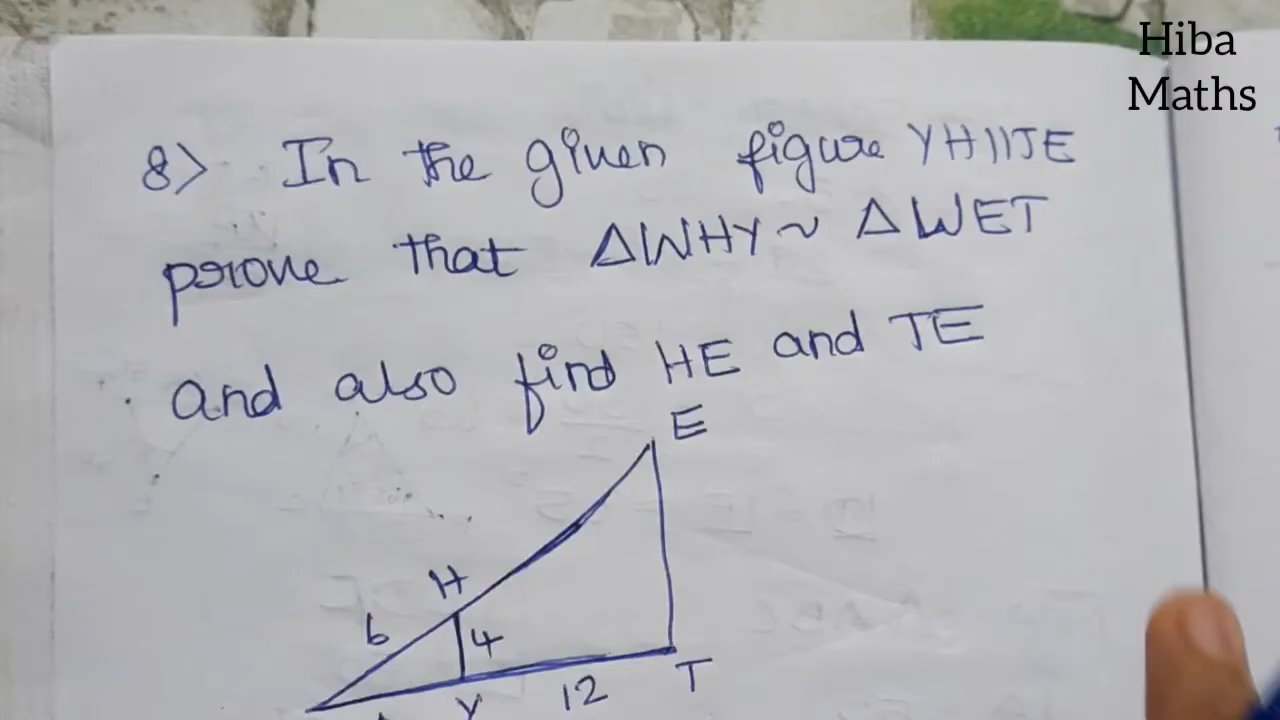 Hiba
Maths
8> In the given figure YH||TE
prove that ΔWHY ~ ΔWET
and also find HE and TE
E
H
6
4
12
T
Y